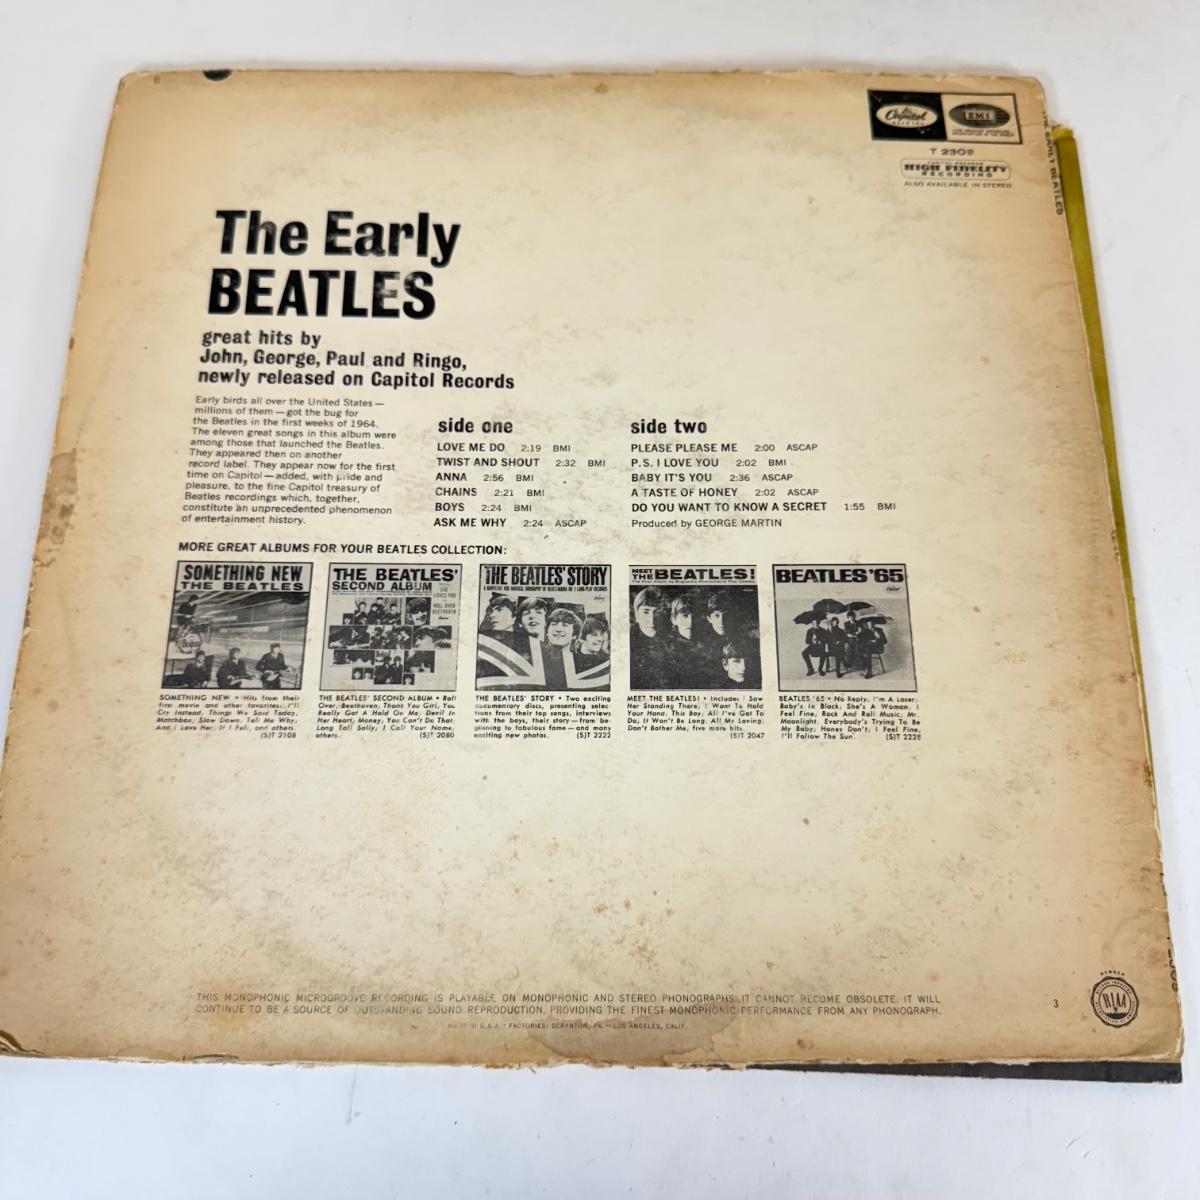 Capitol
RECORDS
EMI
T 2309
CAPITOL RECORDS
HIGH FIDELITY
RECORDING
ALSO AVAILABLE IN STEREO
THE EARLY BEATLES
The Early
BEATLES
great hits by
John, George, Paul and Ringo,
newly released on Capitol Records
Early birds all over the United States —
millions of them — got the bug for
the Beatles in the first weeks of 1964.
The eleven great songs in this album were
among those that launched the Beatles.
They appeared then on another
record label. They appear now for the first
time on Capitol — added, with pride and
pleasure, to the fine Capitol treasury of
Beatles recordings which, together,
constitute an unprecedented phenomenon
of entertainment history.
side one
LOVE ME DO 2:19 BMI
TWIST AND SHOUT 2:32 BMI
ANNA 2:56 BMI
CHAINS 2:21 BMI
BOYS 2:24 BMI
ASK ME WHY 2:24 ASCAP
side two
PLEASE PLEASE ME 2:00 ASCAP
P.S. I LOVE YOU 2:02 BMI
BABY IT'S YOU 2:36 ASCAP
A TASTE OF HONEY 2:02 ASCAP
DO YOU WANT TO KNOW A SECRET 1:55 BMI
Produced by GEORGE MARTIN
MORE GREAT ALBUMS FOR YOUR BEATLES COLLECTION:
SOMETHING NEW
THE BEATLES
THE BEATLES'
SECOND ALBUM
THE BEATLES' STORY
MEET
THE BEATLES!
BEATLES '65
SOMETHING NEW • Hits from their
first movie and other favorites: I'll
Cry Instead, Things We Said Today,
Matchbox, Slow Down, Tell Me Why,
And I Love Her, If I Fell, and others.
(S)T 2108
THE BEATLES' SECOND ALBUM • Roll
Over, Beethoven, Thank You Girl, You
Really Got A Hold On Me, Devil In
Her Heart, Money, You Can't Do That,
Long Tall Sally, I Call Your Name,
others. (S)T 2080
THE BEATLES' STORY • Two exciting
documentary discs, presenting selec-
tions from their top songs, interviews
with the boys, their story — from be-
ginning to fabulous fame — and many
exciting new photos. (S)T 2222
MEET THE BEATLES! • Includes I Saw
Her Standing There, I Want To Hold
Your Hand, This Boy, All I've Got To
Do, It Won't Be Long, All My Loving,
Don't Bother Me, five more hits.
(S)T 2047
BEATLES '65 • No Reply, I'm A Loser,
Baby's In Black, She's A Woman, I
Feel Fine, Rock And Roll Music, Mr.
Moonlight, Everybody's Trying To Be
My Baby, Honey Don't, I Feel Fine,
I'll Follow The Sun. (S)T 2228
THIS MONOPHONIC MICROGROOVE RECORDING IS PLAYABLE ON MONOPHONIC AND STEREO PHONOGRAPHS. IT CANNOT BECOME OBSOLETE. IT WILL
CONTINUE TO BE A SOURCE OF OUTSTANDING SOUND REPRODUCTION, PROVIDING THE FINEST MONOPHONIC PERFORMANCE FROM ANY PHONOGRAPH.
MADE IN U.S.A. • FACTORIES: SCRANTON, PA. — LOS ANGELES, CALIF.
3
MEMBER
RIAA